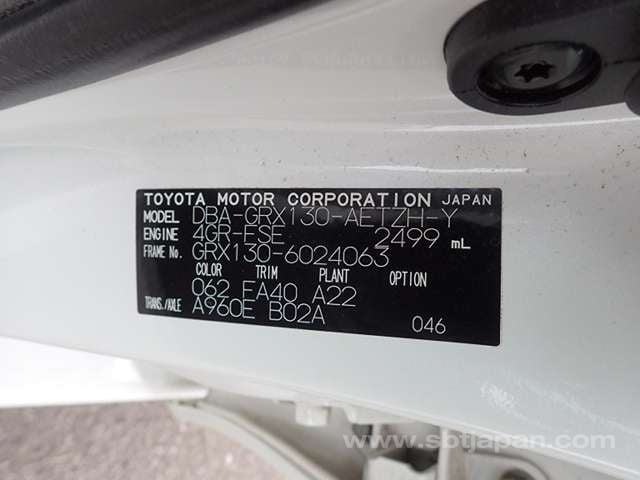 TOYOTA MOTOR CORPORATION JAPAN
MODEL DBA-GRX130-AETZH-Y
ENGINE 4GR-FSE 2499 mL
FRAME No. GRX130-6024063
COLOR TRIM PLANT OPTION
062 FA40 A22
TRANS./AXLE A960E B02A
046
www.sbtjapan.com